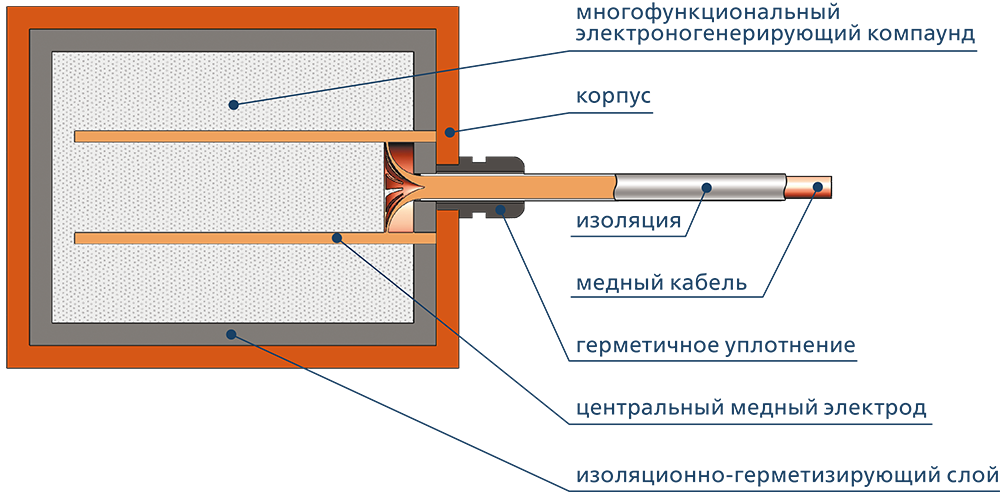 многофункциональный
электроногенерирующий компаунд
корпус
изоляция
медный кабель
герметичное уплотнение
центральный медный электрод
изоляционно-герметизирующий слой